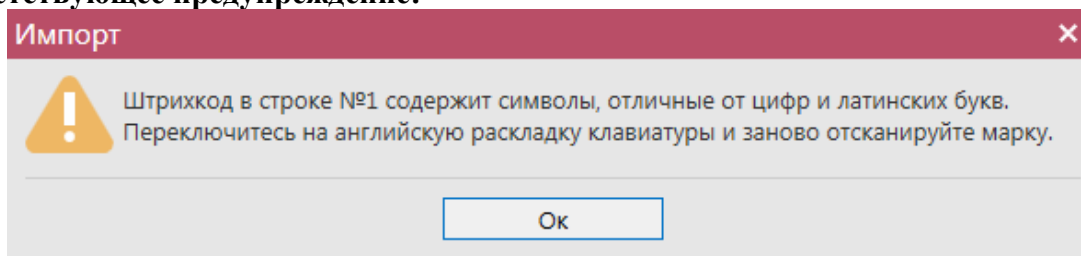 предупреждение.
Импорт
Штрихкод в строке №1 содержит символы, отличные от цифр и латинских букв.
Переключитесь на английскую раскладку клавиатуры и заново отсканируйте марку.
Ок